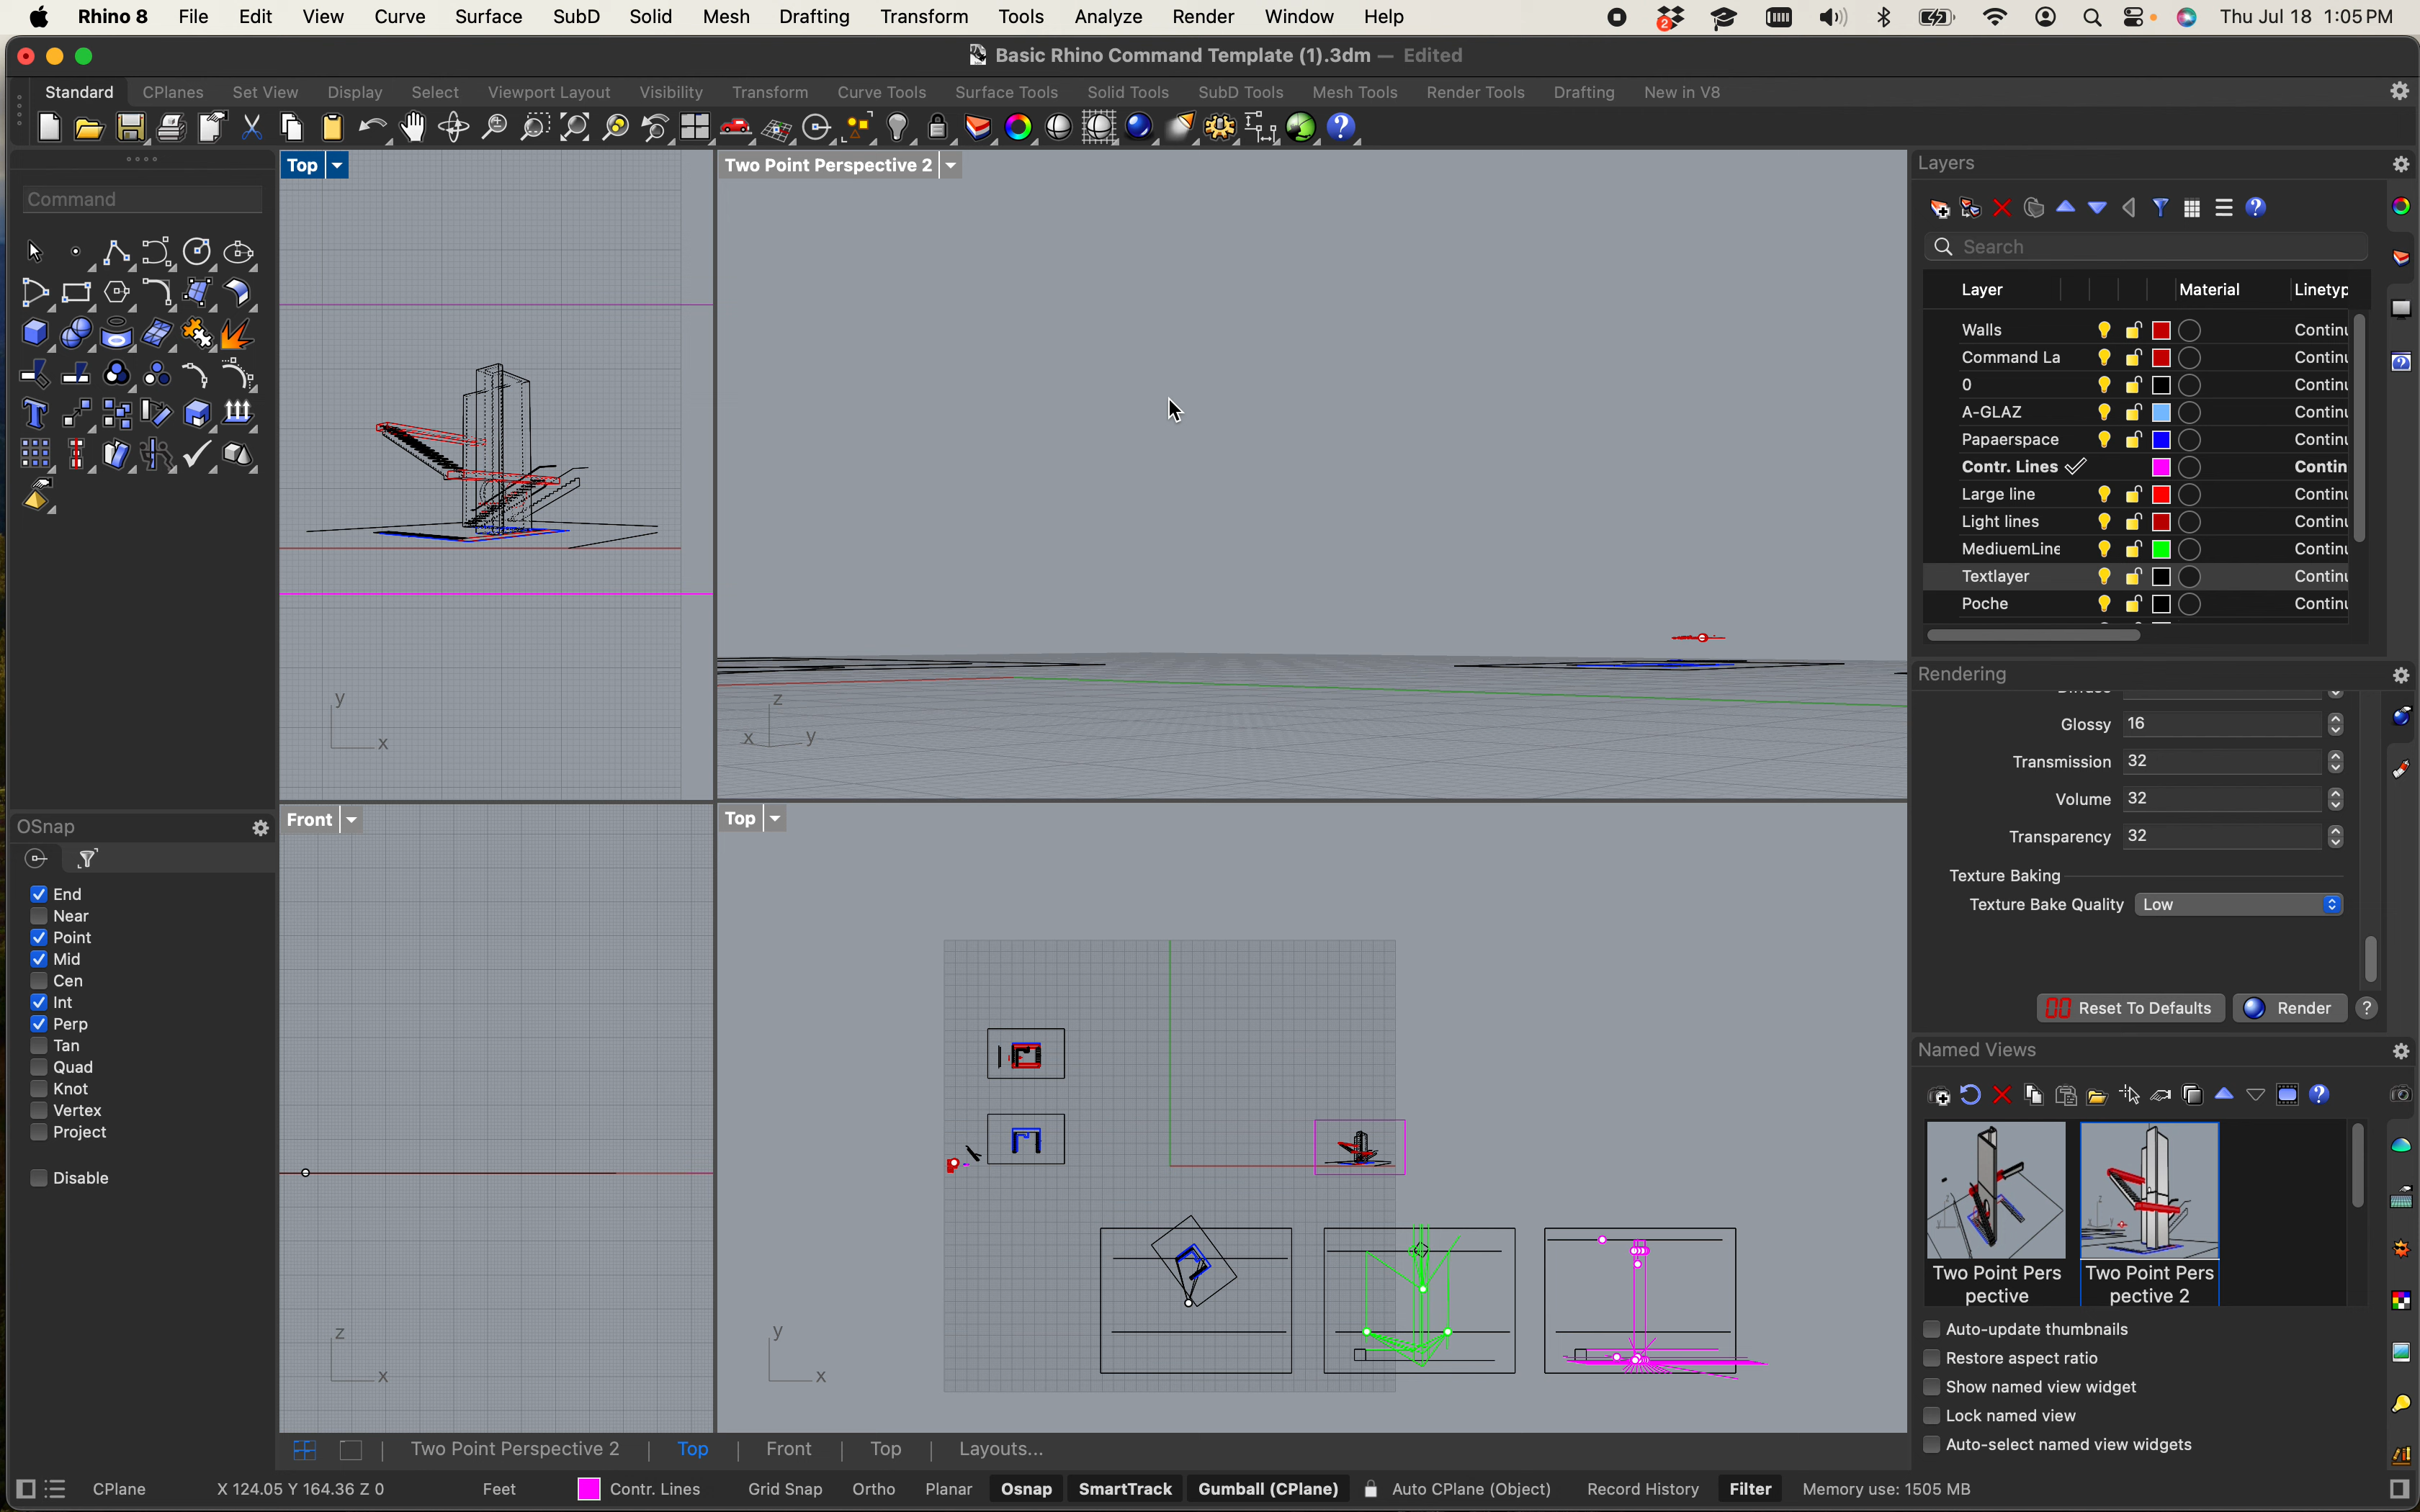 Rhino 8 File Edit View Curve Surface SubD Solid Mesh Drafting Transform Tools Analyze Render Window Help 2 Thu Jul 18 1:05 PM
Basic Rhino Command Template (1).3dm — Edited
Standard CPlanes Set View Display Select Viewport Layout Visibility Transform Curve Tools Surface Tools Solid Tools SubD Tools Mesh Tools Render Tools Drafting New in V8
Command
Top
Two Point Perspective 2
y
x
z
x y
Front
z
x
Top
y
x
OSnap
End
Near
Point
Mid
Cen
Int
Perp
Tan
Quad
Knot
Vertex
Project
Disable
Layers
Search
Layer Material Linetyp
Walls Continu
Command La Continu
0 Continu
A-GLAZ Continu
Papaerspace Continu
Contr. Lines Contin
Large line Continu
Light lines Continu
MediuemLine Continu
Textlayer Continu
Poche Continu
Rendering
Glossy 16
Transmission 32
Volume 32
Transparency 32
Texture Baking
Texture Bake Quality Low
Reset To Defaults Render ?
Named Views
Two Point Pers
pective
Two Point Pers
pective 2
Auto-update thumbnails
Restore aspect ratio
Show named view widget
Lock named view
Auto-select named view widgets
Two Point Perspective 2 Top Front Top Layouts...
CPlane X 124.05 Y 164.36 Z 0 Feet Contr. Lines Grid Snap Ortho Planar Osnap SmartTrack Gumball (CPlane) Auto CPlane (Object) Record History Filter Memory use: 1505 MB